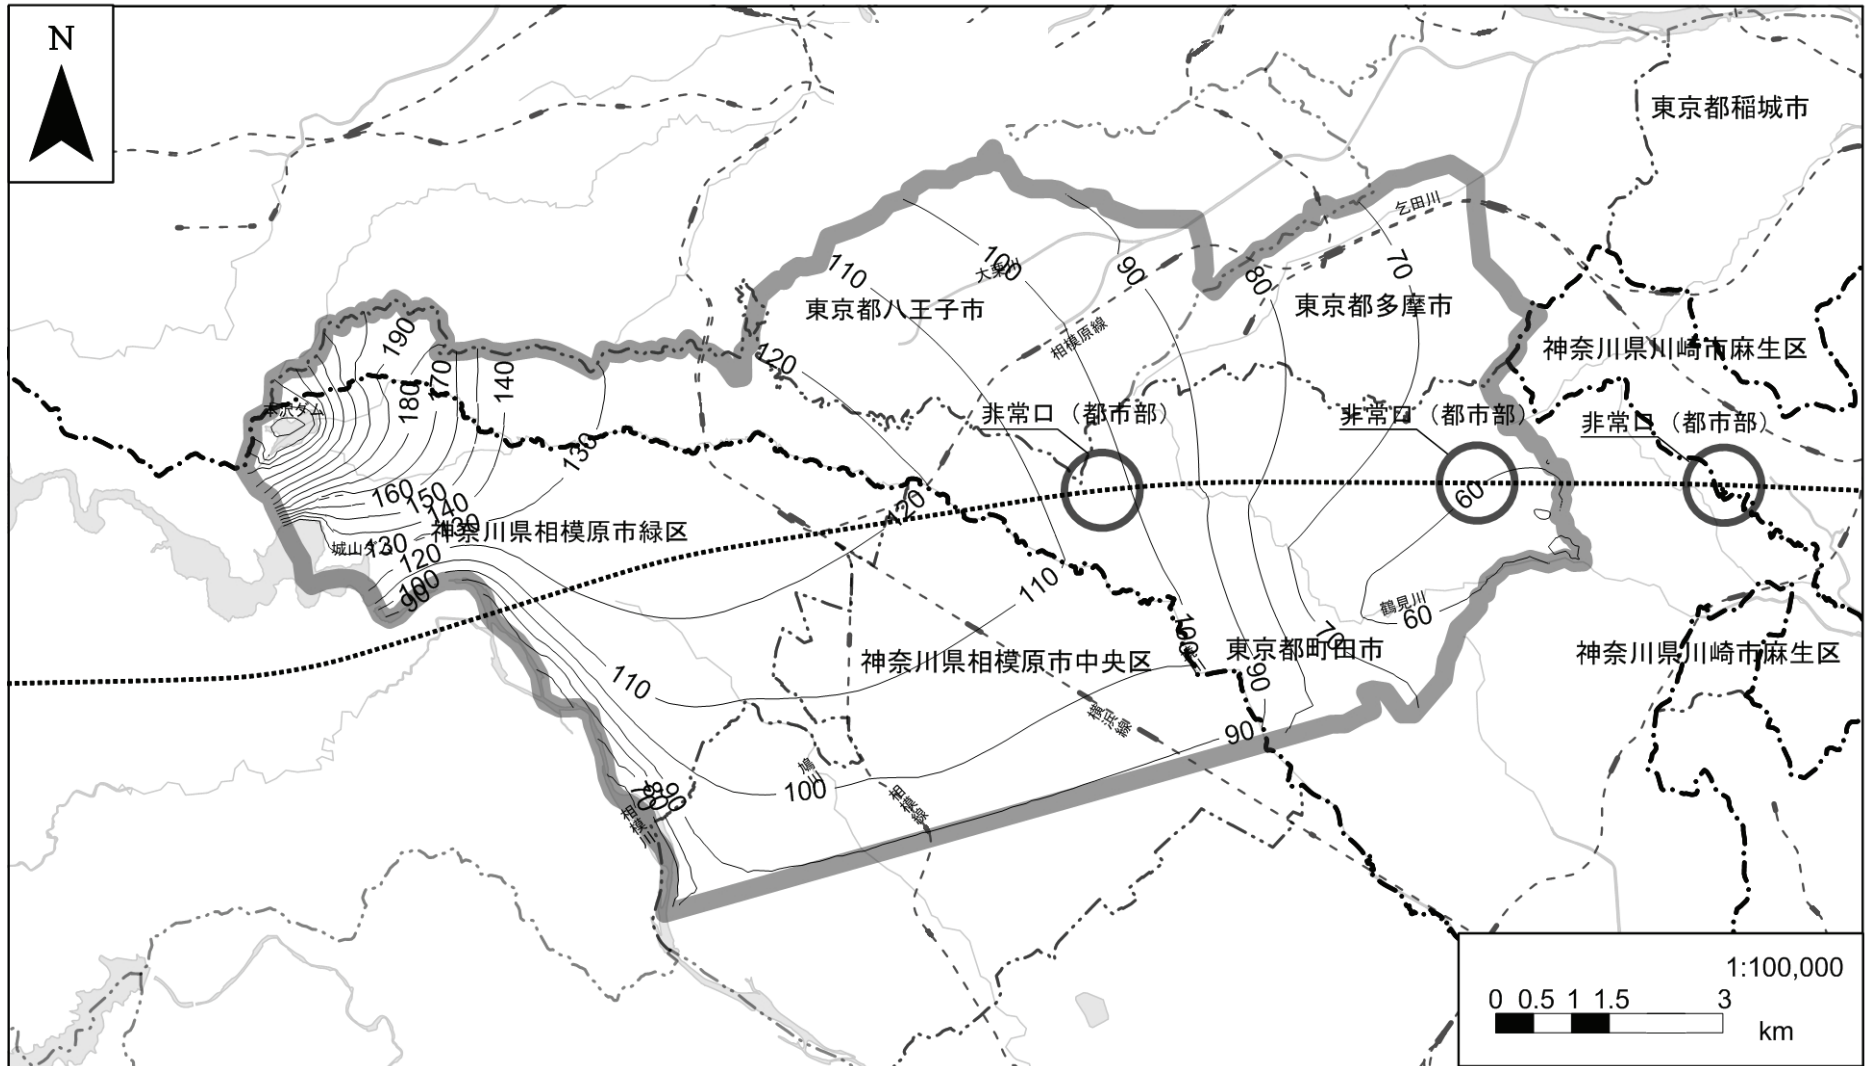 N
東京都稲城市
乞田川
70
100
大栗川
90
80
110
東京都八王子市
東京都多摩市
190
相模原線
神奈川県川崎市麻生区
120
170
140
180
本沢ダム
非常口（都市部）
非常口（都市部）
非常口（都市部）
130
160
150
140
60
120
130
神奈川県相模原市緑区
城山ダム
130
120
100
90
110
鶴見川
60
100
70
東京都町田市
神奈川県相模原市中央区
神奈川県川崎市麻生区
110
90
横浜線
90
鳩川
100
相模線
70
80
90
相模川
1:100,000
0 0.5 1 1.5 3
km